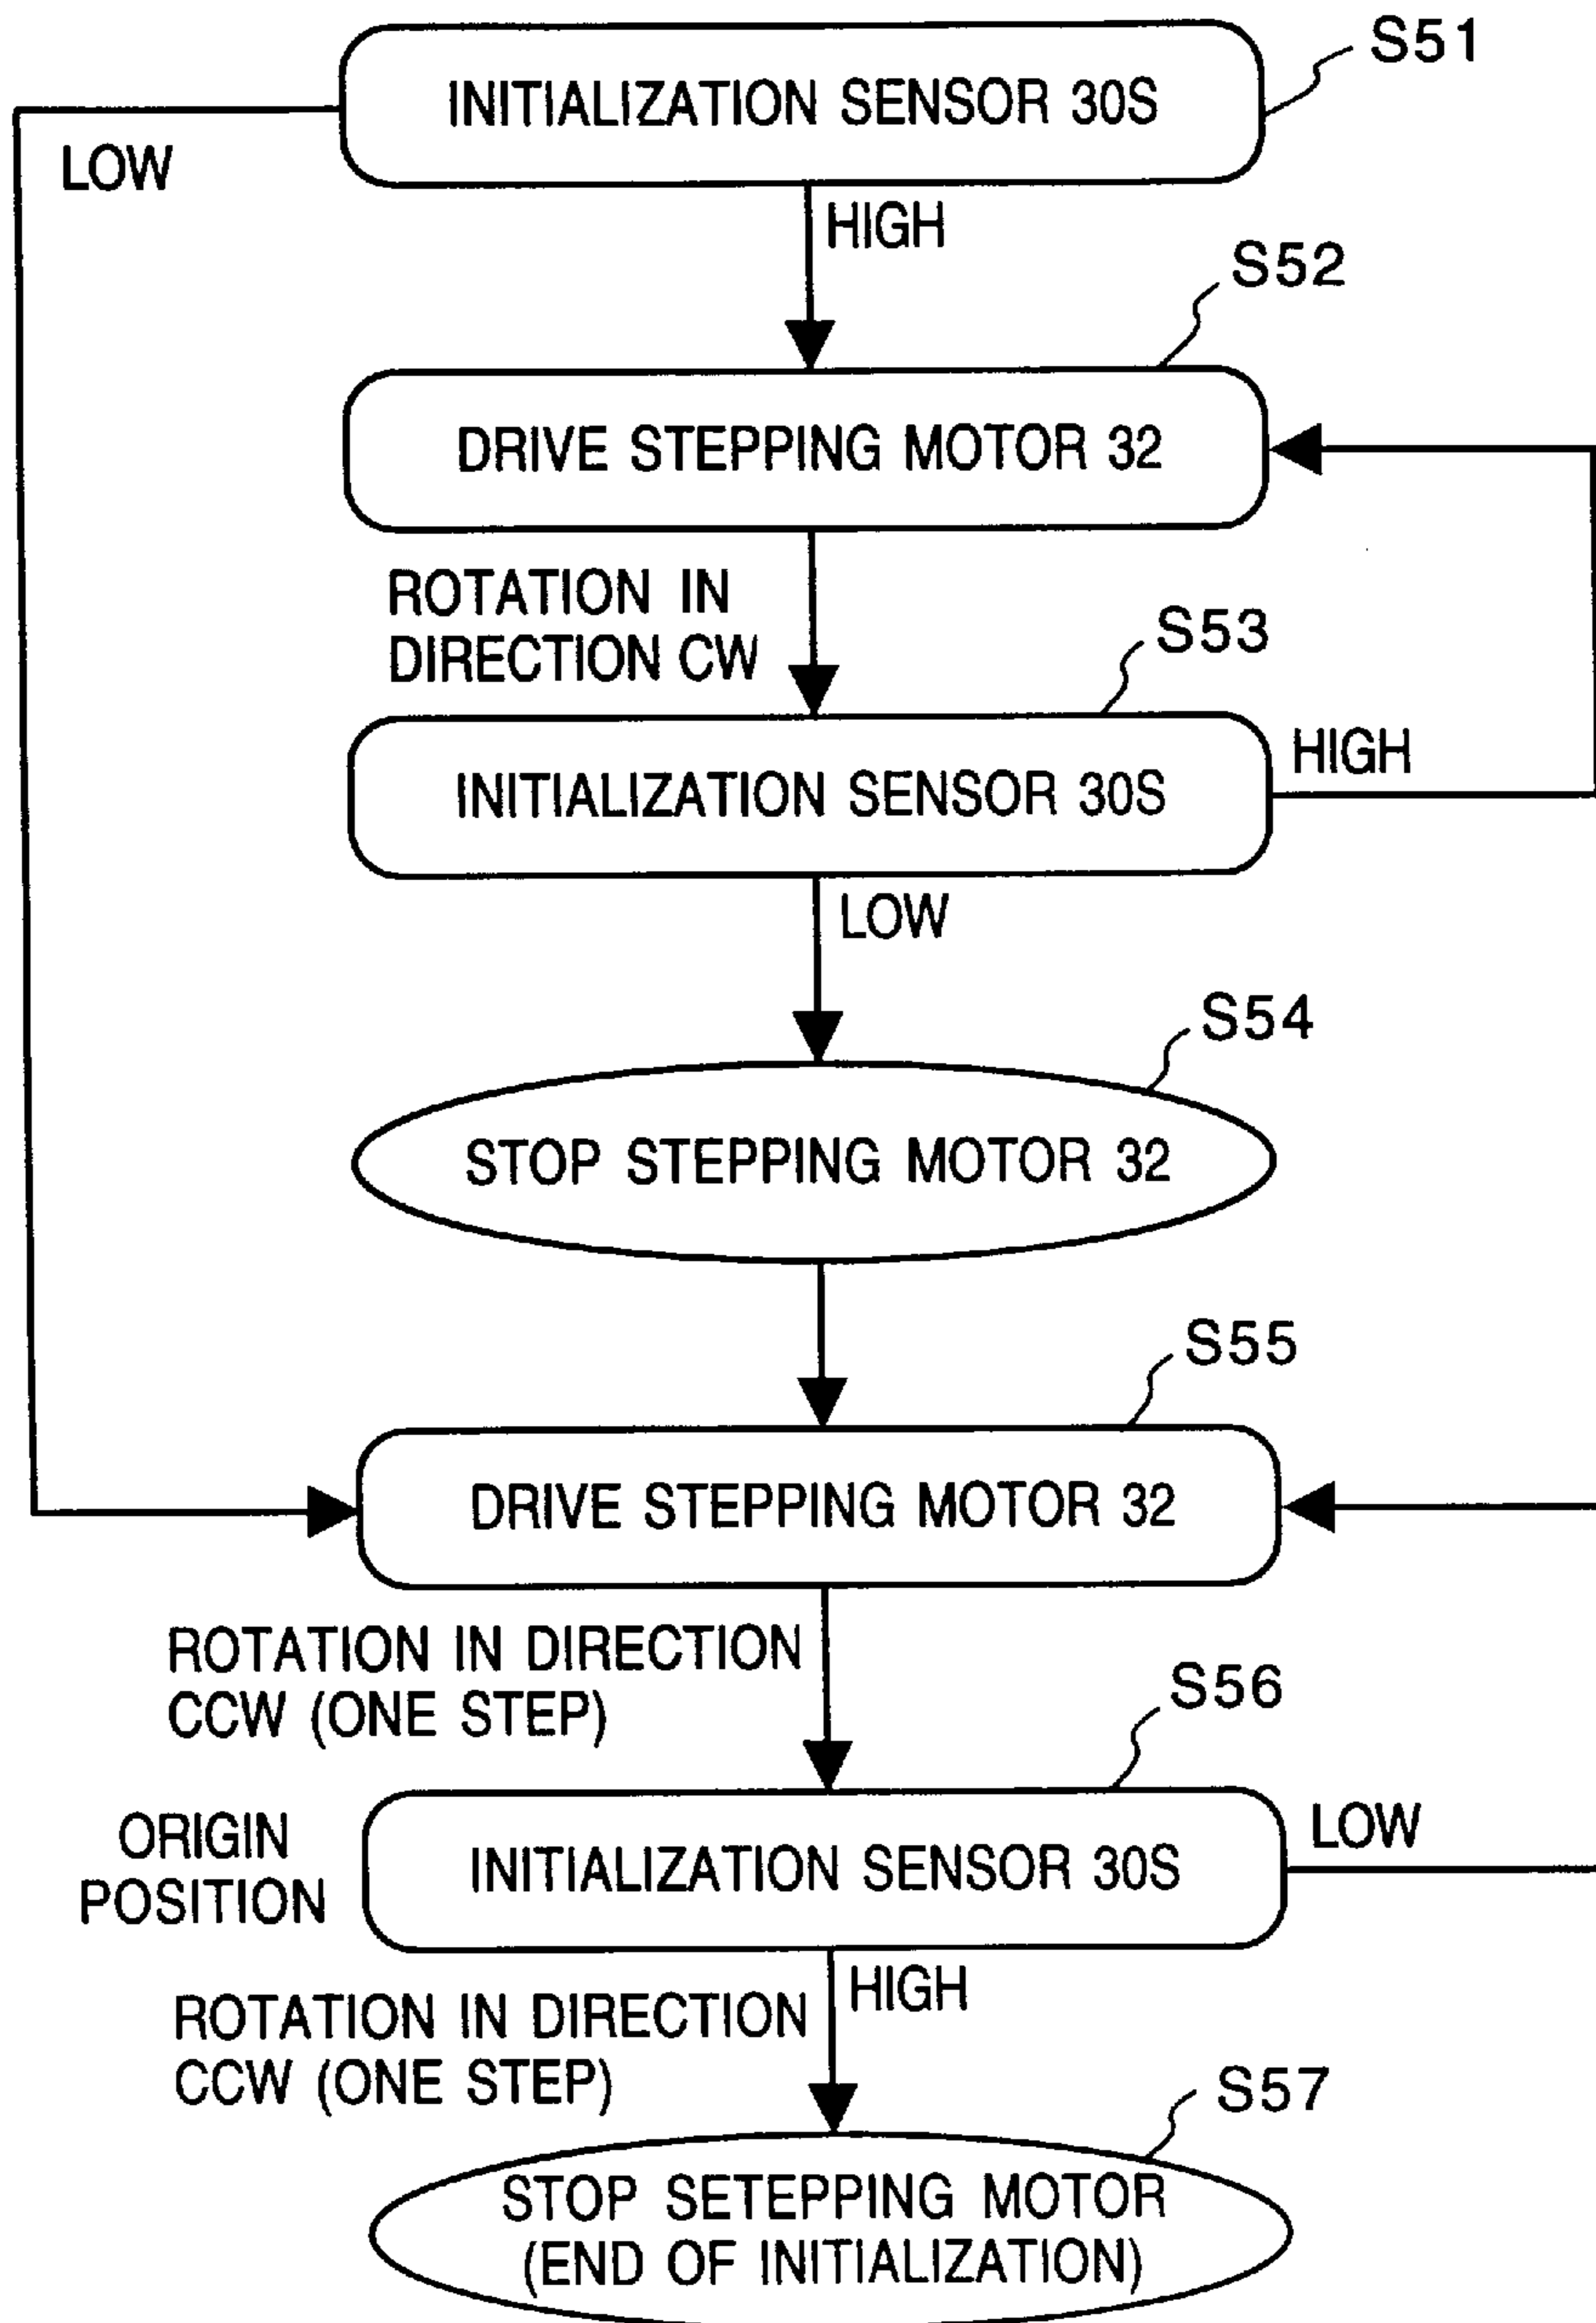 S51
INITIALIZATION SENSOR 30S
LOW
HIGH
S52
DRIVE STEPPING MOTOR 32
ROTATION IN
DIRECTION CW
S53
INITIALIZATION SENSOR 30S
HIGH
LOW
S54
STOP STEPPING MOTOR 32
S55
DRIVE STEPPING MOTOR 32
ROTATION IN DIRECTION
CCW (ONE STEP)
S56
ORIGIN
POSITION
INITIALIZATION SENSOR 30S
LOW
HIGH
ROTATION IN DIRECTION
CCW (ONE STEP)
S57
STOP SETEPPING MOTOR
(END OF INITIALIZATION)